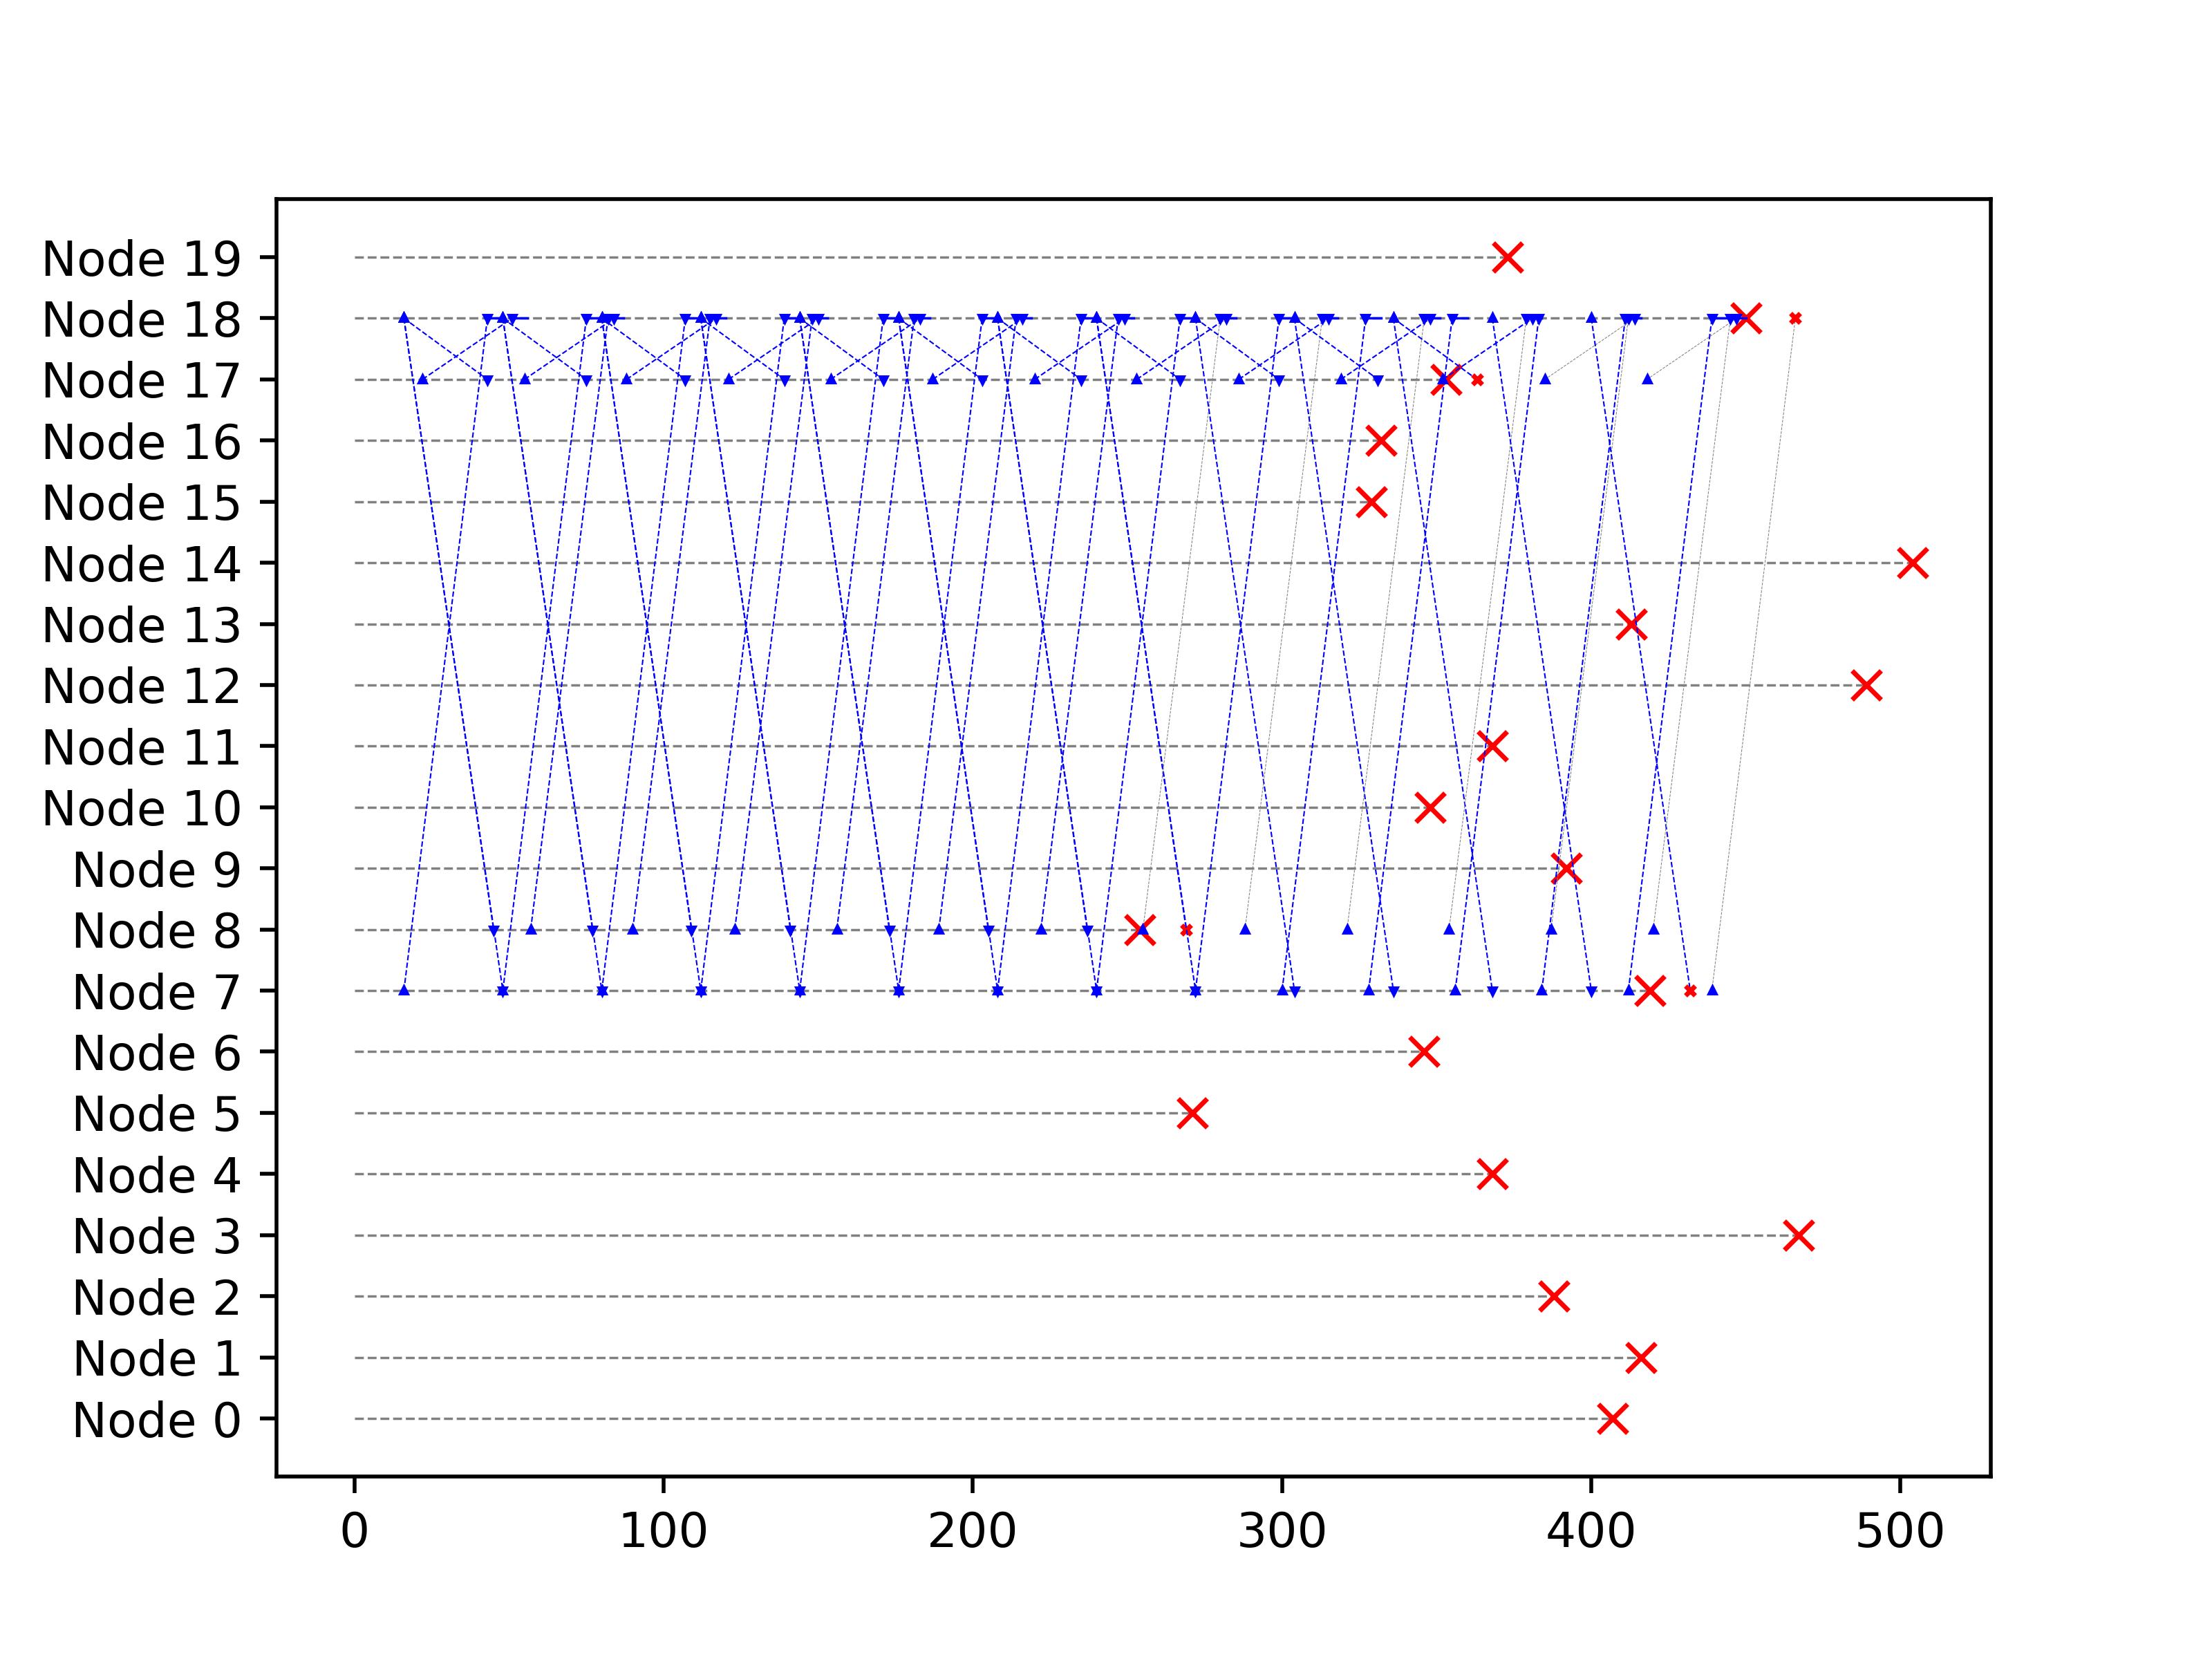 Node 19
Node 18
Node 17
Node 16
Node 15
Node 14
Node 13
Node 12
Node 11
Node 10
Node 9
Node 8
Node 7
Node 6
Node 5
Node 4
Node 3
Node 2
Node 1
Node 0
0 100 200 300 400 500